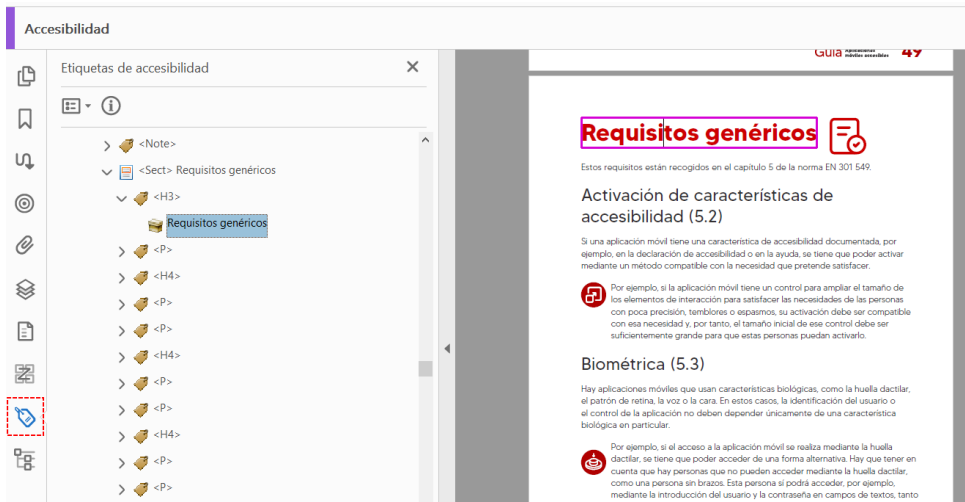 Accesibilidad
Etiquetas de accesibilidad
<Note>
<Sect> Requisitos genéricos
<H3>
Requisitos genéricos
<P>
<H4>
<P>
<P>
<H4>
<P>
<P>
<H4>
<P>
<P>
Guía Aplicaciones móviles accesibles 49
Requisitos genéricos
Estos requisitos están recogidos en el capítulo 5 de la norma EN 301 549.
Activación de características de
accesibilidad (5.2)
Si una aplicación móvil tiene una característica de accesibilidad documentada, por
ejemplo, en la declaración de accesibilidad o en la ayuda, se tiene que poder activar
mediante un método compatible con la necesidad que pretende satisfacer.
Por ejemplo, si la aplicación móvil tiene un control para ampliar el tamaño de
los elementos de interacción para satisfacer las necesidades de las personas
con poca precisión, temblores o espasmos, su activación debe ser compatible
con esa necesidad y, por tanto, el tamaño inicial de ese control debe ser
suficientemente grande para que estas personas puedan activarlo.
Biométrica (5.3)
Hay aplicaciones móviles que usan características biológicas, como la huella dactilar,
el patrón de retina, la voz o la cara. En estos casos, la identificación del usuario o
el control de la aplicación no deben depender únicamente de una característica
biológica en particular.
Por ejemplo, si el acceso a la aplicación móvil se realiza mediante la huella
dactilar, se tiene que poder acceder de una forma alternativa. Hay que tener en
cuenta que hay personas que no pueden acceder mediante la huella dactilar,
como una persona sin brazos. Esta persona sí podrá acceder, por ejemplo,
mediante la introducción del usuario y la contraseña en campos de textos, tanto